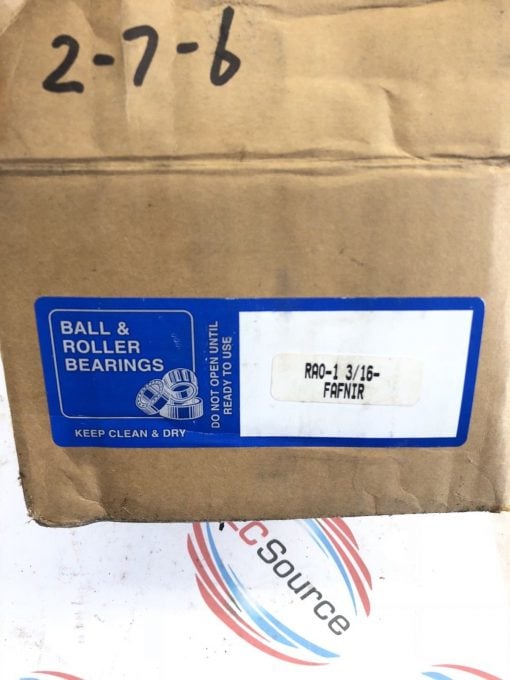 2-7-6
BALL &
ROLLER
BEARINGS
KEEP CLEAN & DRY
DO NOT OPEN UNTIL
READY TO USE
RAO-1 3/16-
FAFNIR
LCSource